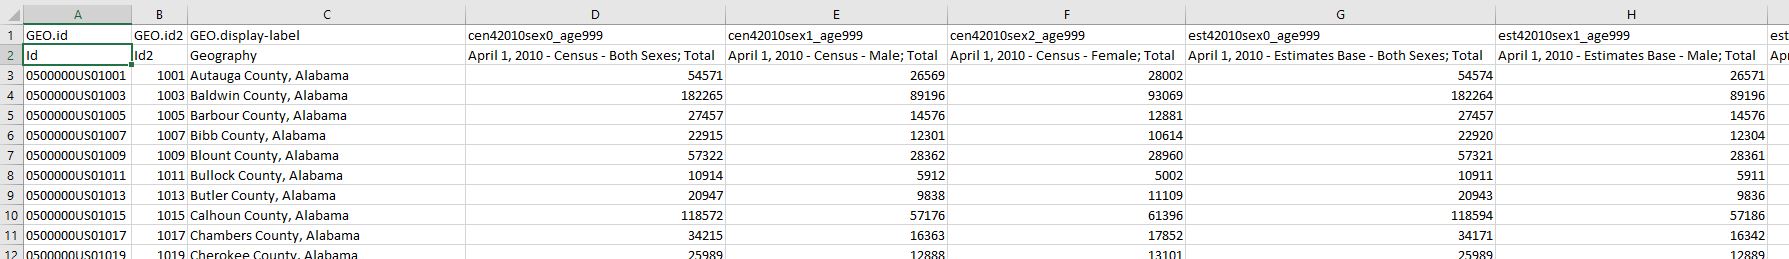 A B C D E F G H
1 GEO.id GEO.id2 GEO.display-label cen42010sex0_age999 cen42010sex1_age999 cen42010sex2_age999 est42010sex0_age999 est42010sex1_age999 est
2 Id Id2 Geography April 1, 2010 - Census - Both Sexes; Total April 1, 2010 - Census - Male; Total April 1, 2010 - Census - Female; Total April 1, 2010 - Estimates Base - Both Sexes; Total April 1, 2010 - Estimates Base - Male; Total Apr
3 0500000US01001 1001 Autauga County, Alabama 54571 26569 28002 54574 26571
4 0500000US01003 1003 Baldwin County, Alabama 182265 89196 93069 182264 89196
5 0500000US01005 1005 Barbour County, Alabama 27457 14576 12881 27457 14576
6 0500000US01007 1007 Bibb County, Alabama 22915 12301 10614 22920 12304
7 0500000US01009 1009 Blount County, Alabama 57322 28362 28960 57321 28361
8 0500000US01011 1011 Bullock County, Alabama 10914 5912 5002 10911 5911
9 0500000US01013 1013 Butler County, Alabama 20947 9838 11109 20943 9836
10 0500000US01015 1015 Calhoun County, Alabama 118572 57176 61396 118594 57186
11 0500000US01017 1017 Chambers County, Alabama 34215 16363 17852 34171 16342
12 0500000US01019 1019 Cherokee County, Alabama 25989 12888 13101 25989 12889